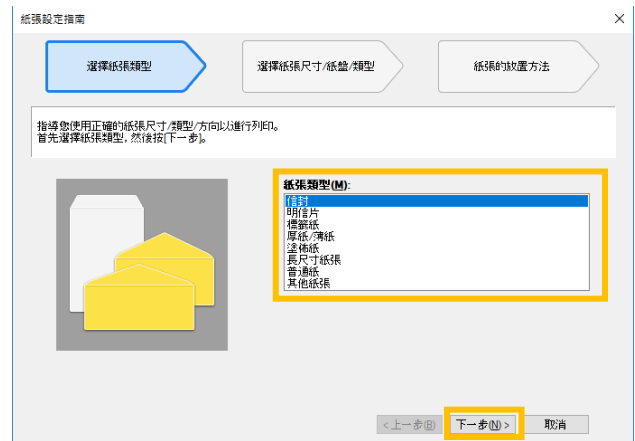 紙張設定指南
選擇紙張類型
選擇紙張尺寸/紙盤/類型
紙張的放置方法
指導您使用正確的紙張尺寸/類型/方向以進行列印。
首先選擇紙張類型, 然後按[下一步]。
紙張類型(M):
信封
明信片
標籤紙
厚紙/薄紙
塗佈紙
長尺寸紙張
普通紙
其他紙張
<上一步(B)
下一步(N)>
取消